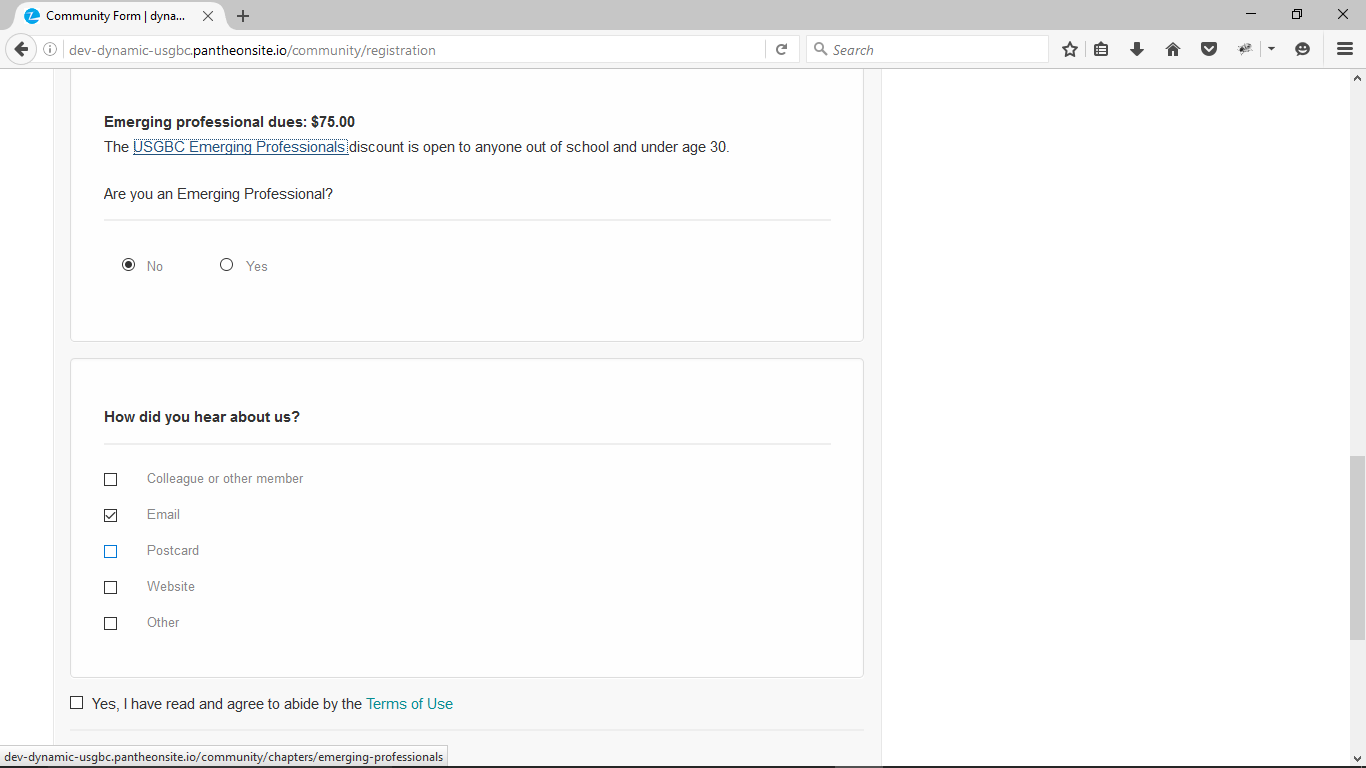 Community Form | dyna...
dev-dynamic-usgbc.pantheonsite.io/community/registration
Search
Emerging professional dues: $75.00
The USGBC Emerging Professionals discount is open to anyone out of school and under age 30.
Are you an Emerging Professional?
No
Yes
How did you hear about us?
Colleague or other member
Email
Postcard
Website
Other
Yes, I have read and agree to abide by the Terms of Use
dev-dynamic-usgbc.pantheonsite.io/community/chapters/emerging-professionals